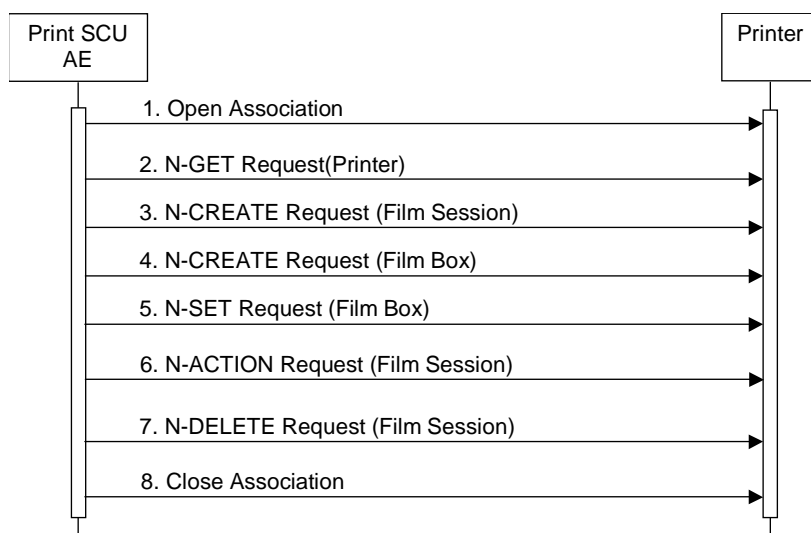 Print SCU
AE
Printer
1. Open Association
2. N-GET Request(Printer)
3. N-CREATE Request (Film Session)
4. N-CREATE Request (Film Box)
5. N-SET Request (Film Box)
6. N-ACTION Request (Film Session)
7. N-DELETE Request (Film Session)
8. Close Association